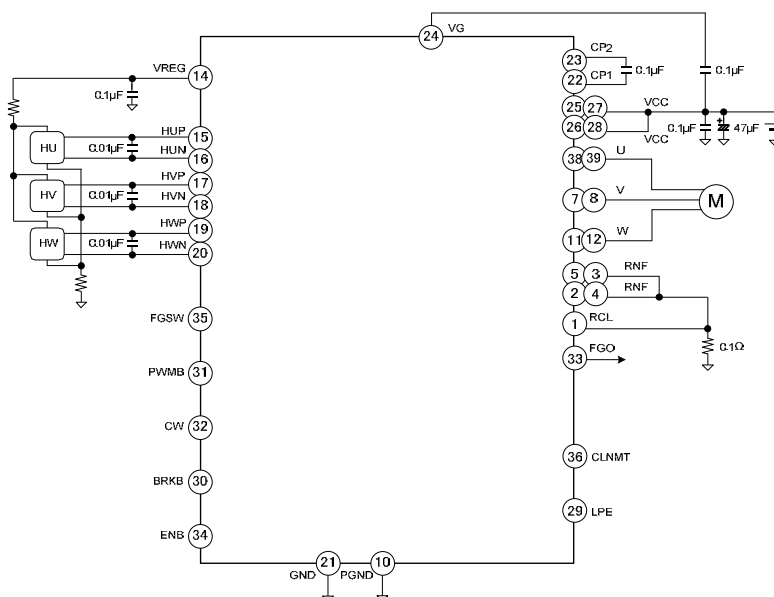 24 VG
VREG 14
0.1µF
23 CP2
22 CP1
0.1µF
0.1µF
25 27 VCC
26 28 VCC
0.1µF
+ 47µF
HU
HUP 15
HUN 16
0.01µF
HV
HVP 17
HVN 18
0.01µF
HW
HWP 19
HWN 20
0.01µF
38 39 U
7 8 V
M
11 12 W
5 3 RNF
2 4 RNF
1 RCL
0.1Ω
33 FGO
FGSW 35
PWMB 31
CW 32
BRKB 30
ENB 34
36 CLNMT
29 LPE
21 GND
10 PGND